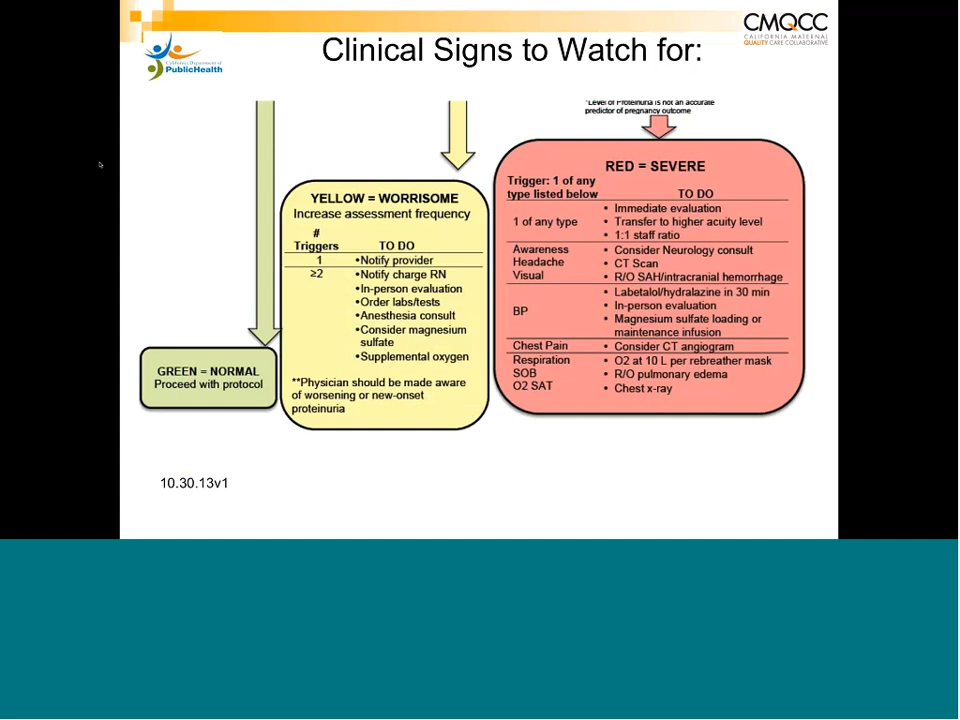 CMQCC
CALIFORNIA MATERNAL
QUALITY CARE COLLABORATIVE
California Department of
PublicHealth
Clinical Signs to Watch for:
*Level of Proteinuria is not an accurate
predictor of pregnancy outcome
GREEN = NORMAL
Proceed with protocol
YELLOW = WORRISOME
Increase assessment frequency
#
Triggers TO DO
1 •Notify provider
≥2 •Notify charge RN
•In-person evaluation
•Order labs/tests
•Anesthesia consult
•Consider magnesium
sulfate
•Supplemental oxygen
**Physician should be made aware
of worsening or new-onset
proteinuria
RED = SEVERE
Trigger: 1 of any
type listed below TO DO
1 of any type
• Immediate evaluation
• Transfer to higher acuity level
• 1:1 staff ratio
Awareness • Consider Neurology consult
Headache • CT Scan
Visual • R/O SAH/intracranial hemorrhage
BP
• Labetalol/hydralazine in 30 min
• In-person evaluation
• Magnesium sulfate loading or
maintenance infusion
Chest Pain • Consider CT angiogram
Respiration • O2 at 10 L per rebreather mask
SOB • R/O pulmonary edema
O2 SAT • Chest x-ray
10.30.13v1